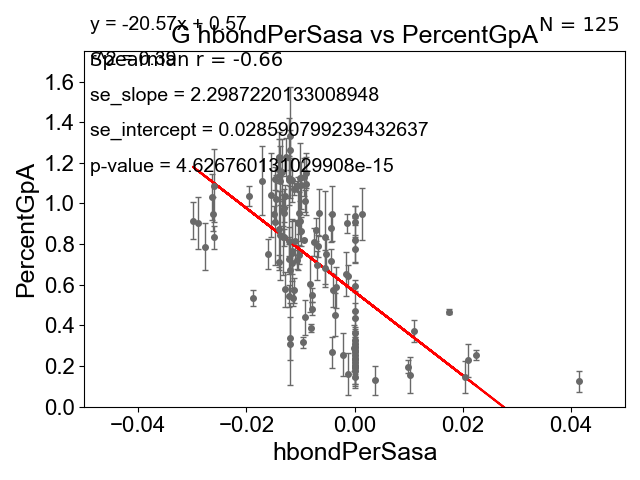 y = -20.57x + 0.57
N = 125
G hbondPerSasa vs PercentGpA
Spearman r = -0.66
se_slope = 2.2987220133008948
se_intercept = 0.028590799239432637
p-value = 4.626760131029908e-15
PercentGpA
1.6
1.4
1.2
1.0
0.8
0.6
0.4
0.2
0.0
−0.04 −0.02 0.00 0.02 0.04
hbondPerSasa